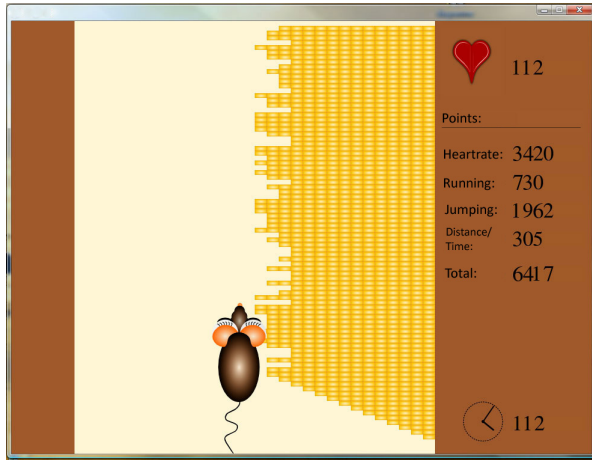 112
Points:
Heartrate: 3420
Running: 730
Jumping: 1962
Distance/
Time: 305
Total: 6417
112